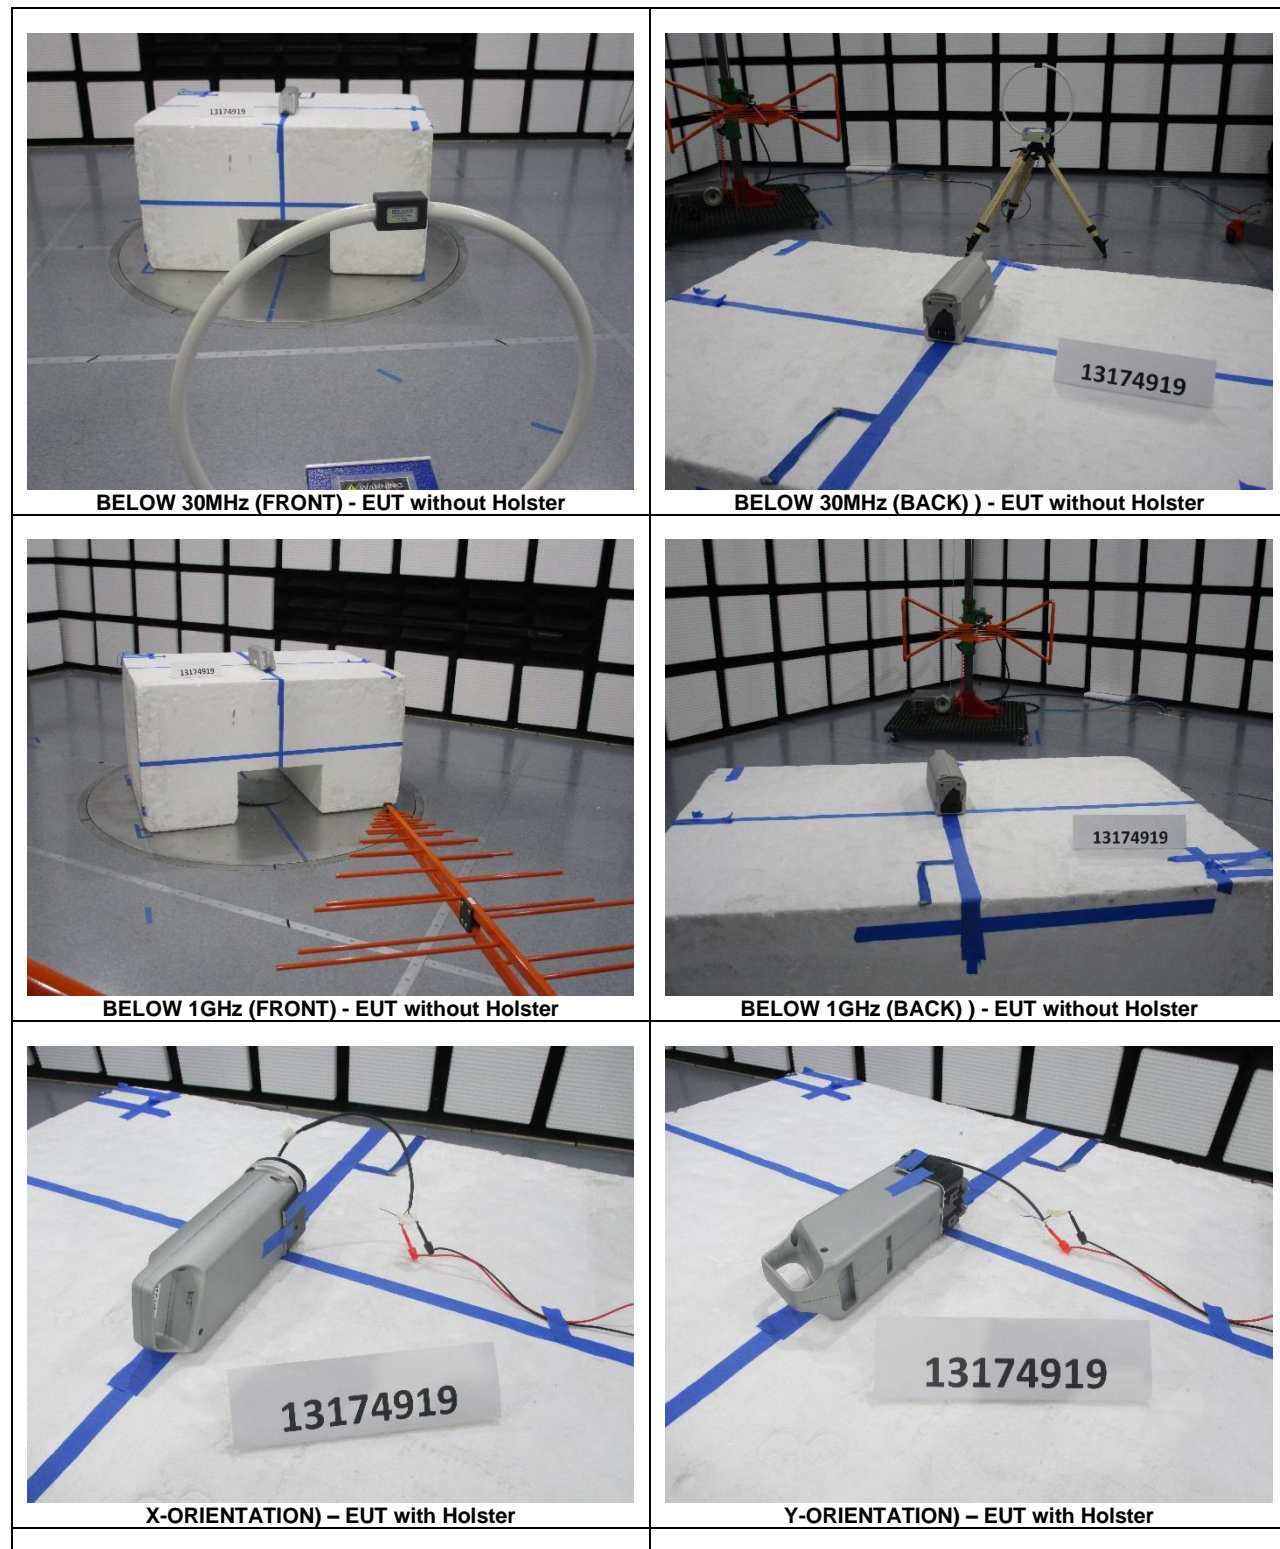 13174919
13174919
BELOW 30MHz (FRONT) - EUT without Holster
BELOW 30MHz (BACK) ) - EUT without Holster
13174919
13174919
BELOW 1GHz (FRONT) - EUT without Holster
BELOW 1GHz (BACK) ) - EUT without Holster
13174919
13174919
X-ORIENTATION) – EUT with Holster
Y-ORIENTATION) – EUT with Holster